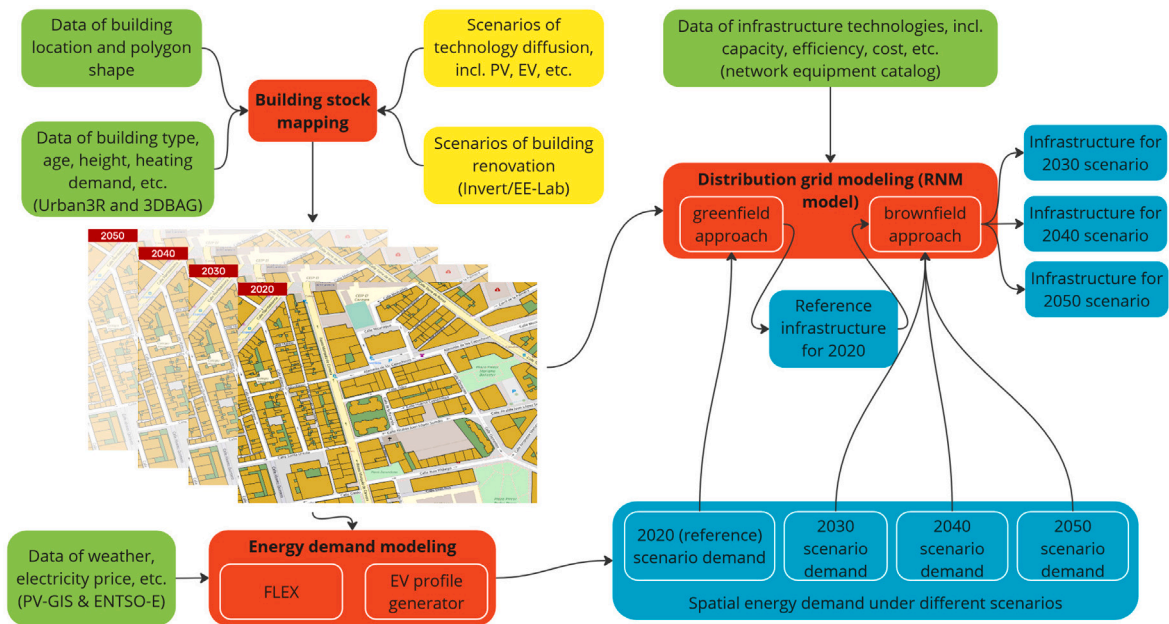 Data of building
location and polygon
shape
Scenarios of
technology diffusion,
incl. PV, EV, etc.
Data of infrastructure technologies, incl.
capacity, efficiency, cost, etc.
(network equipment catalog)
Building stock
mapping
Data of building type,
age, height, heating
demand, etc.
(Urban3R and 3DBAG)
Scenarios of building
renovation
(Invert/EE-Lab)
Distribution grid modeling (RNM
model)
greenfield
approach
brownfield
approach
Infrastructure for
2030 scenario
Infrastructure for
2040 scenario
Infrastructure for
2050 scenario
Reference
infrastructure
for 2020
2050
2040
2030
2020
Data of weather,
electricity price, etc.
(PV-GIS & ENTSO-E)
Energy demand modeling
FLEX
EV profile
generator
2020 (reference)
scenario demand
2030
scenario
demand
2040
scenario
demand
2050
scenario
demand
Spatial energy demand under different scenarios